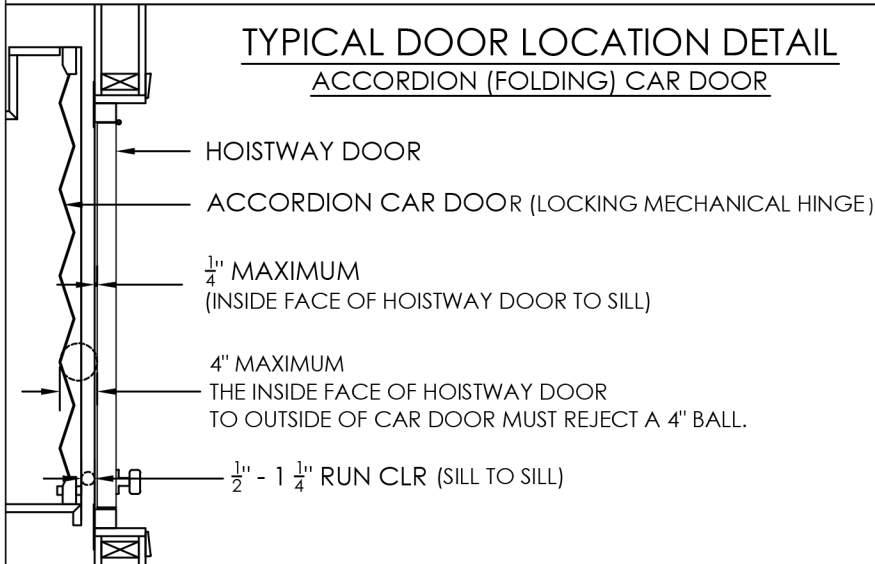 TYPICAL DOOR LOCATION DETAIL
ACCORDION (FOLDING) CAR DOOR
HOISTWAY DOOR
ACCORDION CAR DOOR (LOCKING MECHANICAL HINGE)
1/4" MAXIMUM
(INSIDE FACE OF HOISTWAY DOOR TO SILL)
4" MAXIMUM
THE INSIDE FACE OF HOISTWAY DOOR
TO OUTSIDE OF CAR DOOR MUST REJECT A 4" BALL.
1/2" - 1 1/4" RUN CLR (SILL TO SILL)